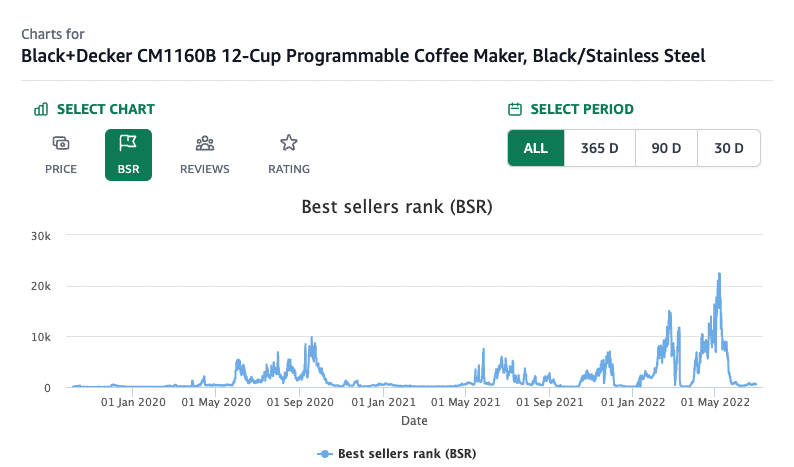 Charts for
Black+Decker CM1160B 12-Cup Programmable Coffee Maker, Black/Stainless Steel
SELECT CHART
SELECT PERIOD
PRICE
BSR
REVIEWS
RATING
ALL
365 D
90 D
30 D
Best sellers rank (BSR)
30k
20k
10k
0
01 Jan 2020
01 May 2020
01 Sep 2020
01 Jan 2021
01 May 2021
01 Sep 2021
01 Jan 2022
01 May 2022
Date
Best sellers rank (BSR)